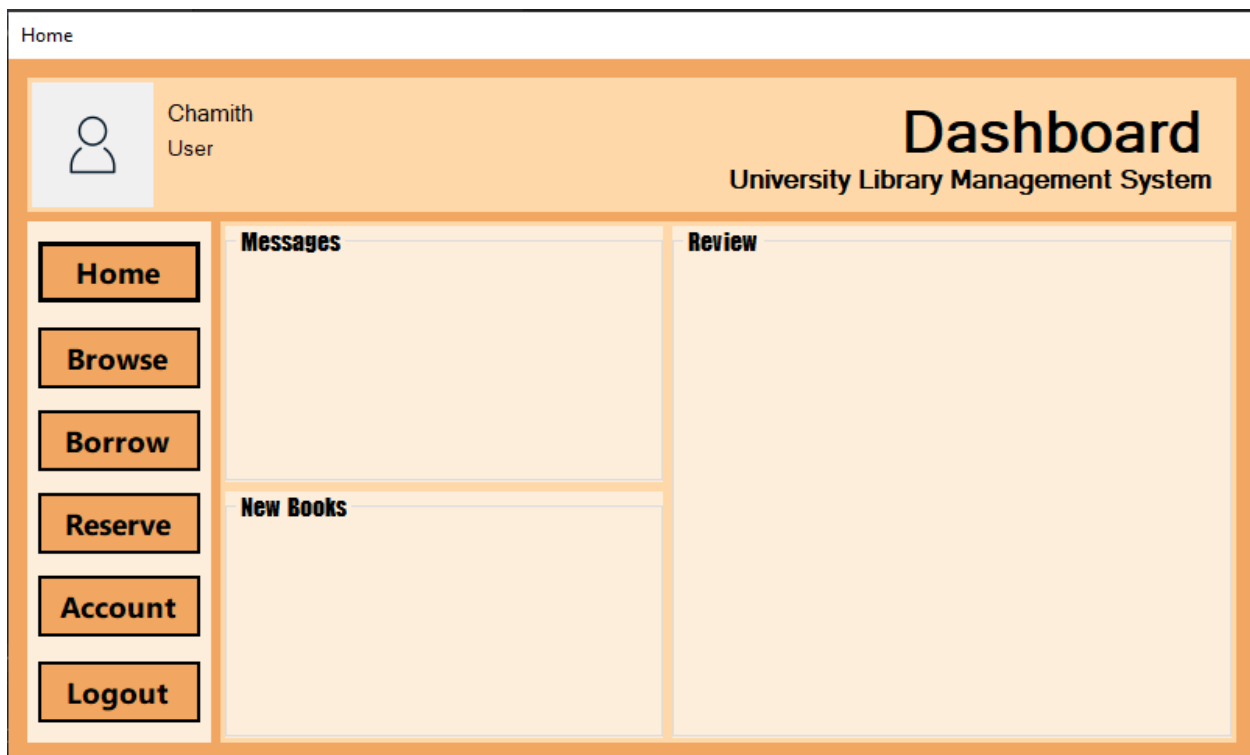 Home
Chamith
User
Dashboard
University Library Management System
Home
Browse
Borrow
Reserve
Account
Logout
Messages
New Books
Review